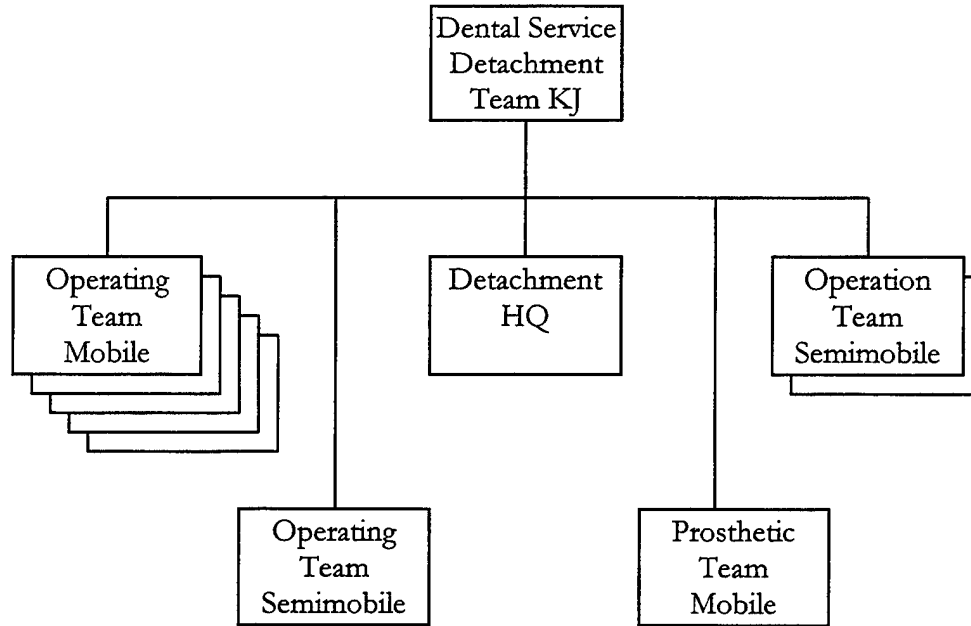 Dental Service
Detachment
Team KJ
Operating
Team
Mobile
Detachment
HQ
Operation
Team
Semimobile
Operating
Team
Semimobile
Prosthetic
Team
Mobile